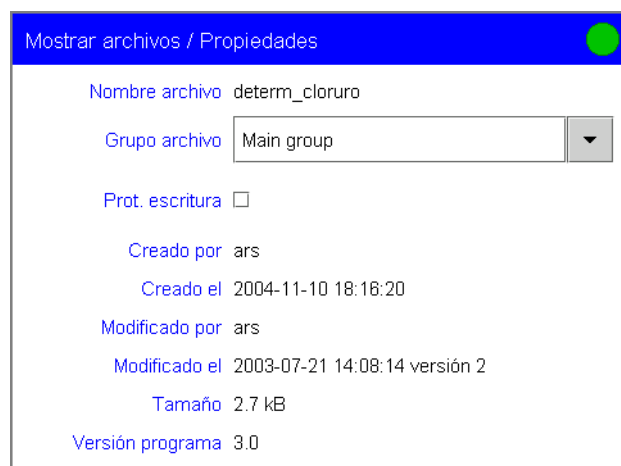 Mostrar archivos / Propiedades
Nombre archivo determ_cloruro
Grupo archivo Main group
Prot. escritura
Creado por ars
Creado el 2004-11-10 18:16:20
Modificado por ars
Modificado el 2003-07-21 14:08:14 versión 2
Tamaño 2.7 kB
Versión programa 3.0